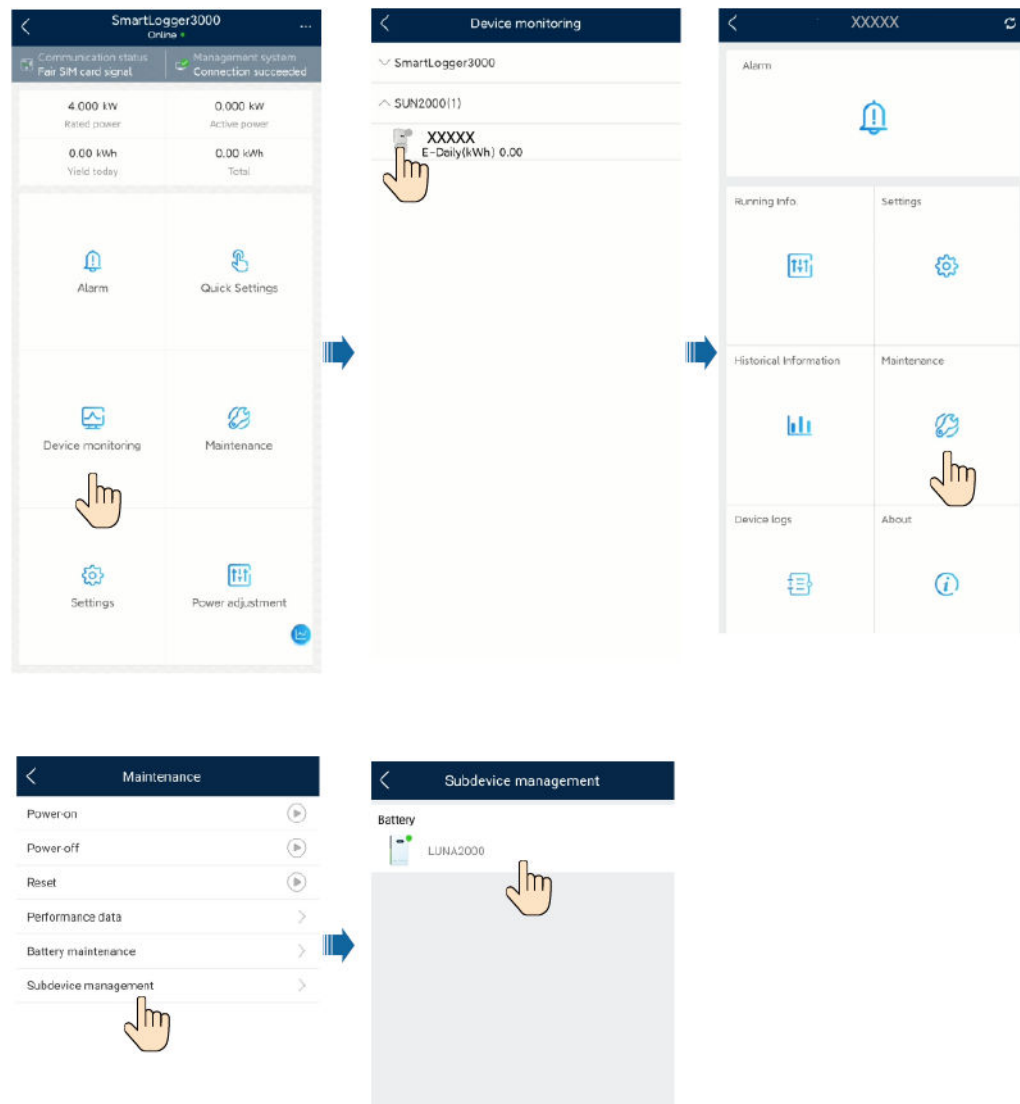 SmartLogger3000
Online
...
Communication status
Fair SIM card signal
Management system
Connection succeeded
4.000 kW
Rated power
0.000 kW
Active power
0.00 kWh
Yield today
0.00 kWh
Total
Alarm
Quick Settings
Device monitoring
Maintenance
Settings
Power adjustment
Device monitoring
SmartLogger3000
SUN2000(1)
XXXXX
E-Daily(kWh) 0.00
XXXXX
Alarm
Running Info.
Settings
Historical Information
Maintenance
Device logs
About
Maintenance
Power-on
Power-off
Reset
Performance data
Battery maintenance
Subdevice management
Subdevice management
Battery
LUNA2000